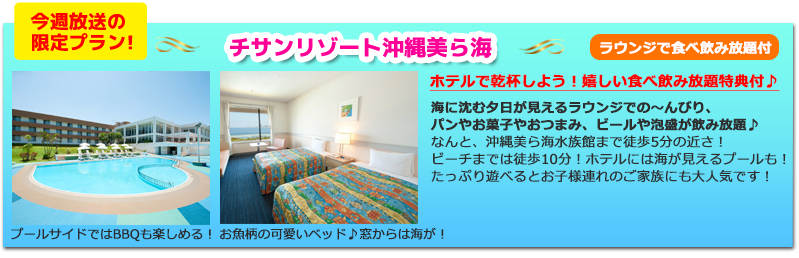 今週放送の
限定プラン!
チサンリゾート沖縄美ら海
ラウンジで食べ飲み放題付
ホテルで乾杯しよう！嬉しい食べ飲み放題特典付♪
海に沈む夕日が見えるラウンジでの～んびり、
パンやお菓子やおつまみ、ビールや泡盛が飲み放題♪
なんと、沖縄美ら海水族館まで徒歩5分の近さ！
ビーチまでは徒歩10分！ホテルには海が見えるプールも！
たっぷり遊べるとお子様連れのご家族にも大人気です！
プールサイドではBBQも楽しめる！
お魚柄の可愛いベッド♪窓からは海が！